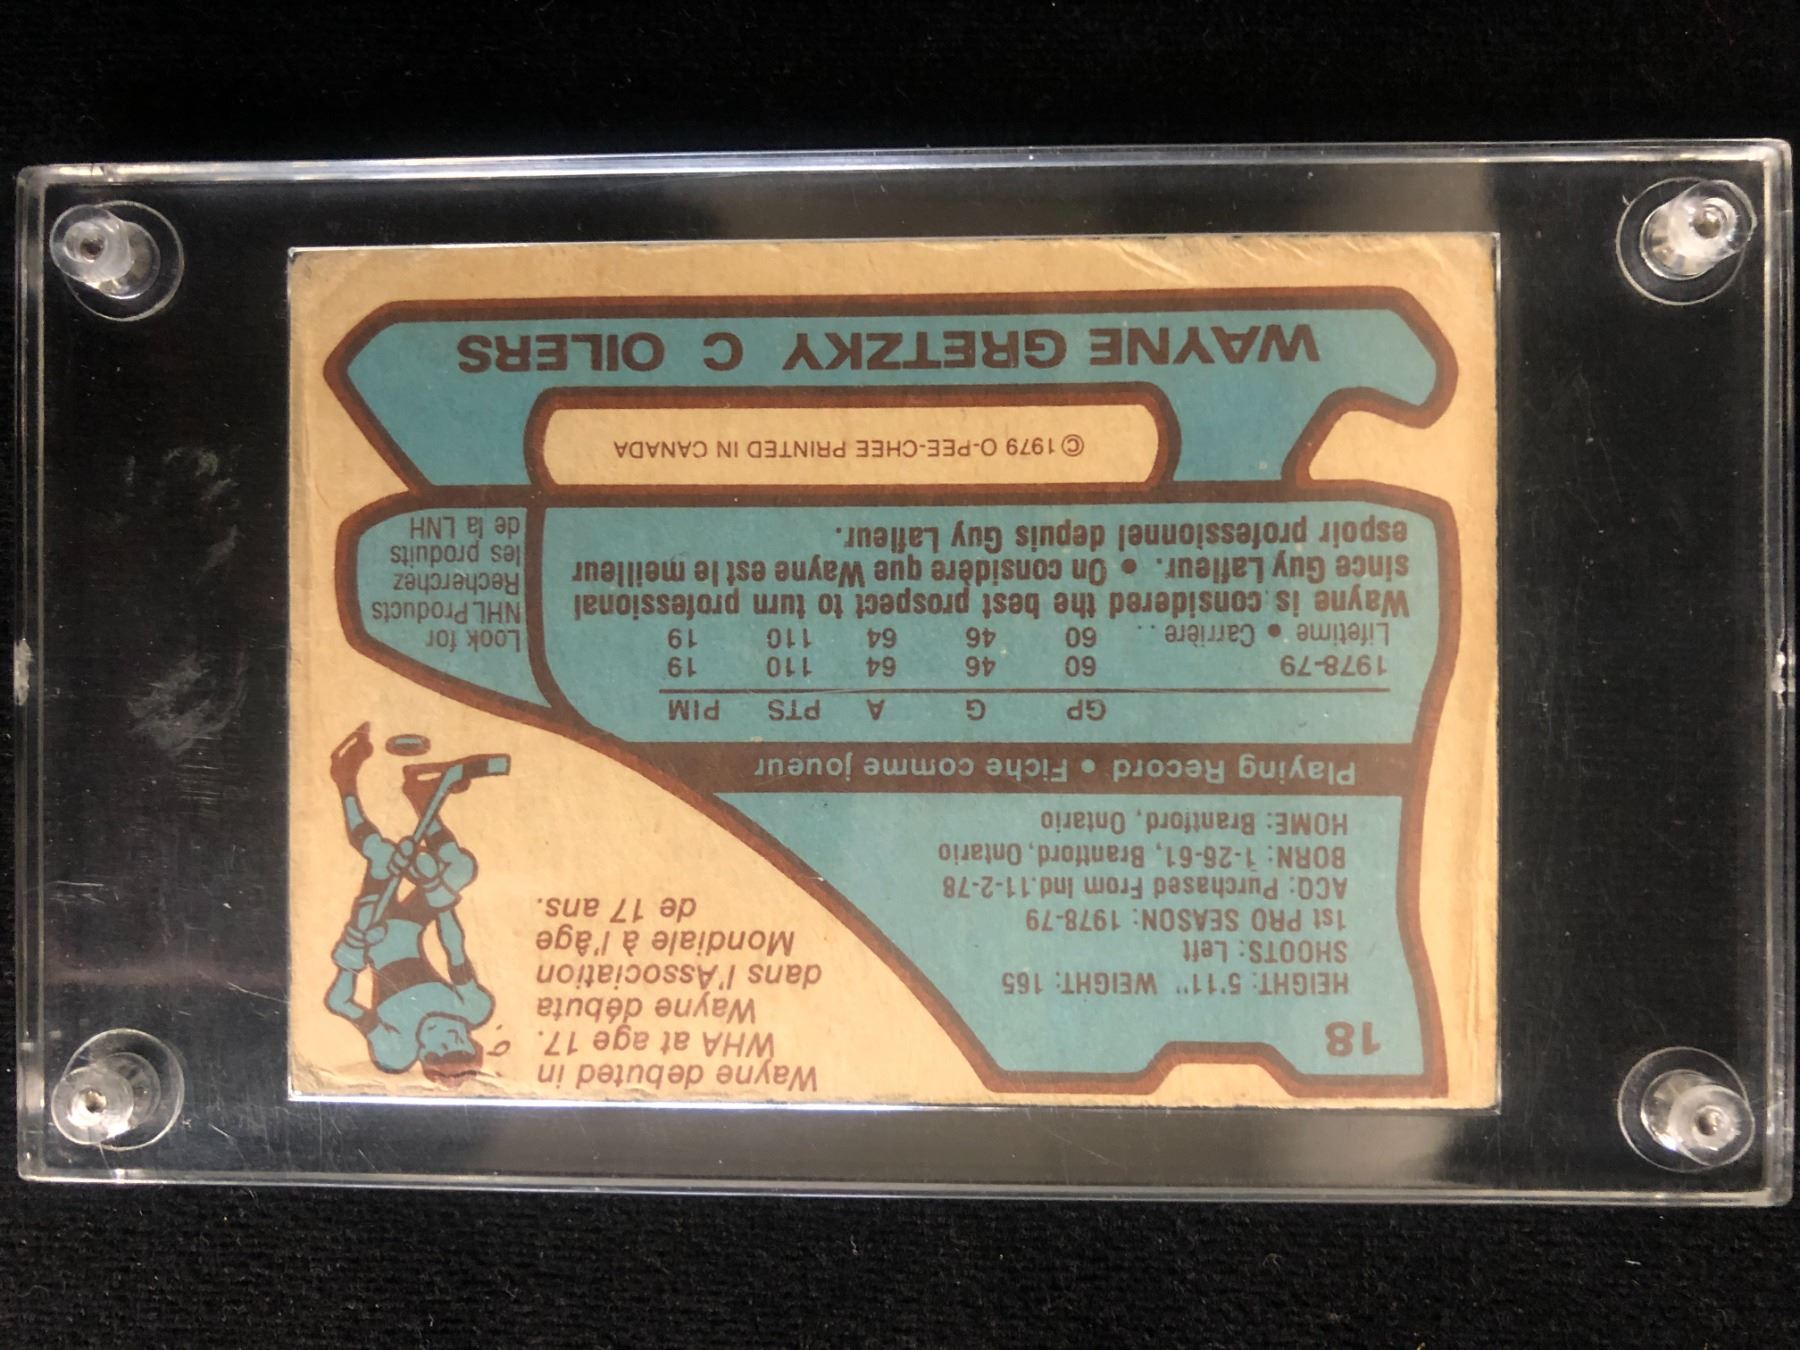 18
HEIGHT: 5'11" WEIGHT: 165
SHOOTS: Left
1st PRO SEASON: 1978-79
ACQ: Purchased From Ind.11-2-78
BORN: 1-26-61, Brantford, Ontario
HOME: Brantford, Ontario
Wayne debuted in
WHA at age 17.
Wayne débuta
dans l'Association
Mondiale à l'âge
de 17 ans.
Playing Record • Fiche comme joueur
GP G A PTS PIM
1978-79 60 46 64 110 19
Lifetime • Carrière . . 60 46 64 110 19
Wayne is considered the best prospect to turn professional
since Guy Lafleur. • On considère que Wayne est le meilleur
espoir professionnel depuis Guy Lafleur.
Look for
NHL Products
Recherchez
les produits
de la LNH
©1979 O-PEE-CHEE PRINTED IN CANADA
WAYNE GRETZKY C OILERS